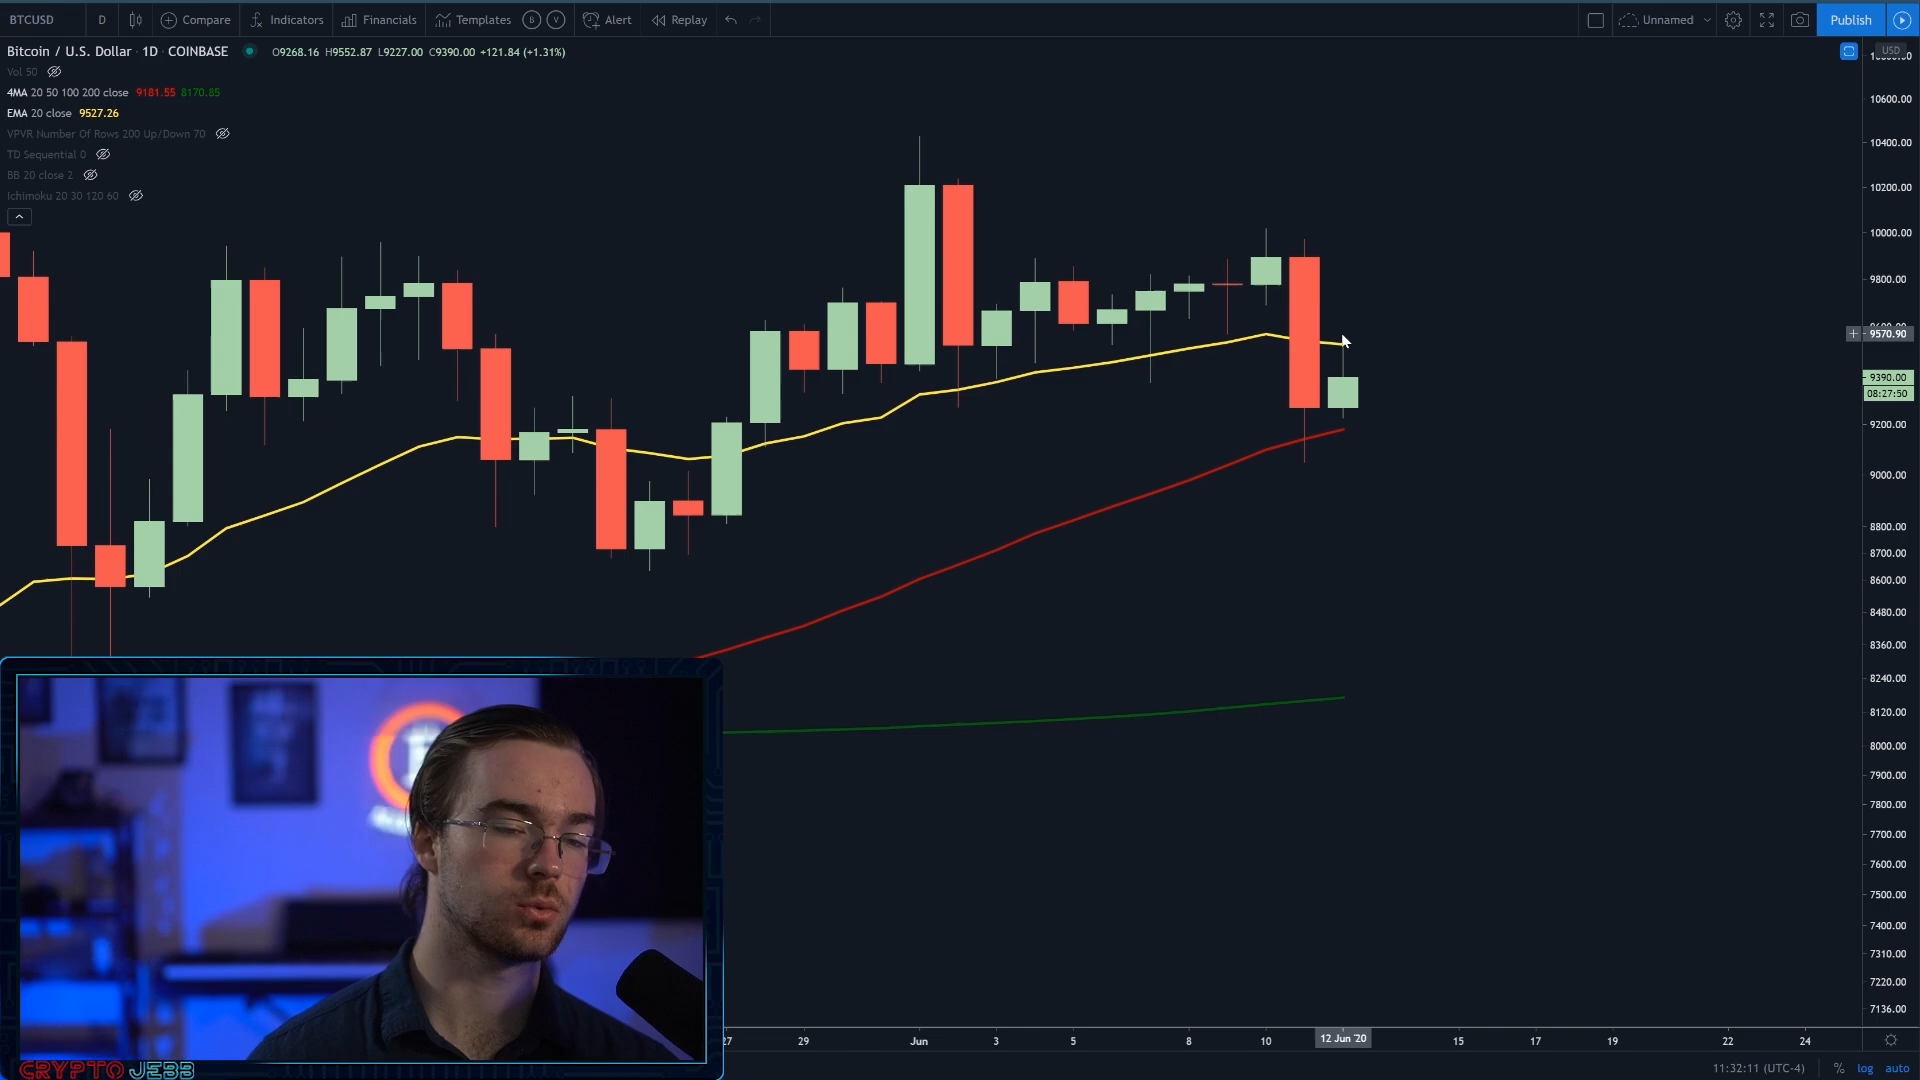 BTCUSD D Compare Indicators Financials Templates B V Alert Replay Unnamed Publish
Bitcoin / U.S. Dollar · 1D · COINBASE O9268.16 H9552.87 L9227.00 C9390.00 +121.84 (+1.31%)
USD
Vol 50
4MA 20 50 100 200 close 9181.55 8170.85
EMA 20 close 9527.26
VPVR Number Of Rows 200 Up/Down 70
TD Sequential 0
BB 20 close 2
Ichimoku 20 30 120 60
10600.00
10400.00
10200.00
10000.00
9800.00
9570.90
9390.00
08:27:50
9200.00
9000.00
8800.00
8700.00
8600.00
8480.00
8360.00
8240.00
8120.00
8000.00
7900.00
7800.00
7700.00
7600.00
7500.00
7400.00
7310.00
7220.00
7136.00
27 29 Jun 3 5 8 10 12 Jun '20 15 17 19 22 24
CRYPTO JEBB
11:32:11 (UTC-4) % log auto